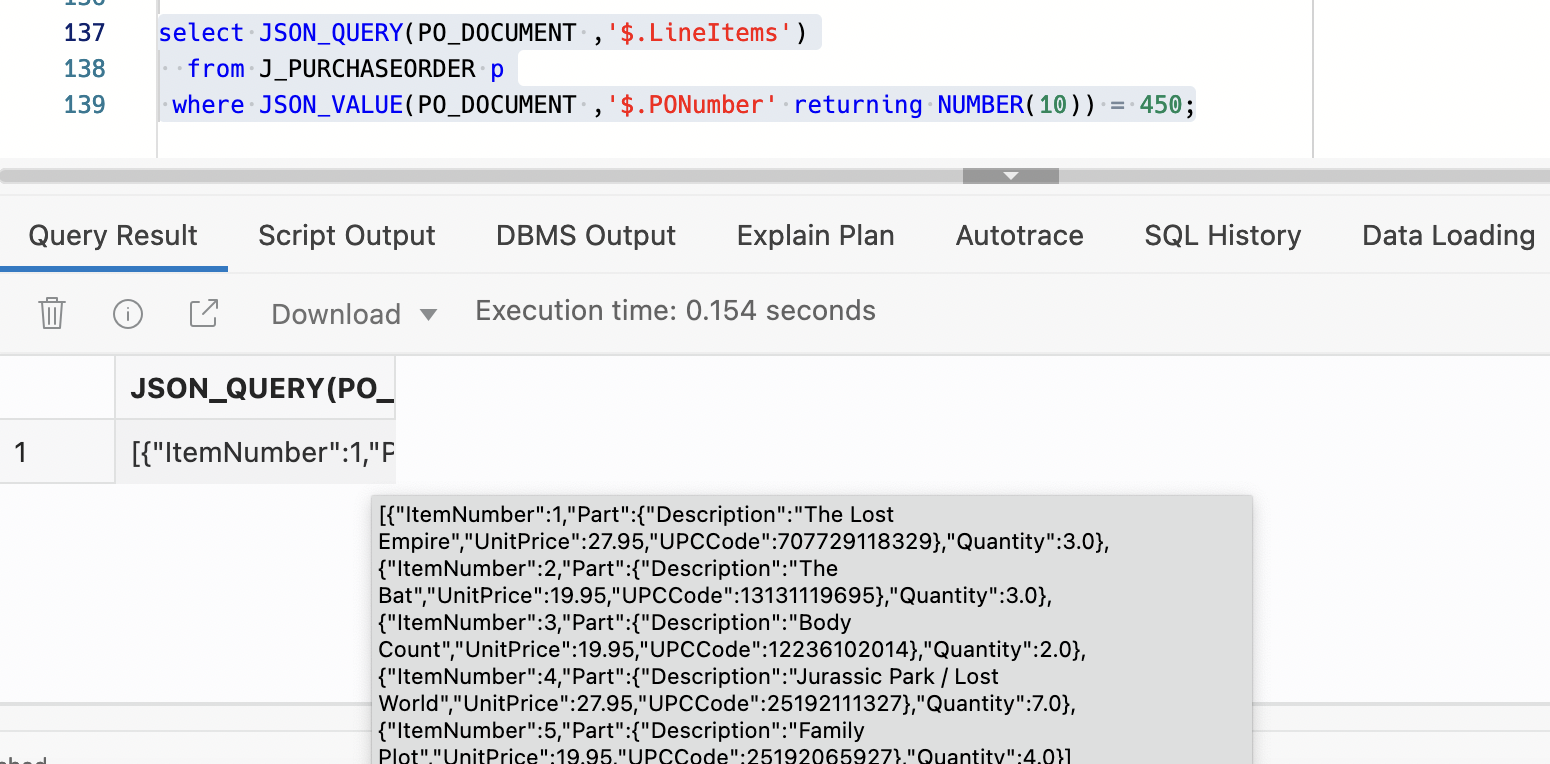 136
137 select JSON_QUERY(PO_DOCUMENT ,'$.LineItems')
138 from J_PURCHASEORDER p
139 where JSON_VALUE(PO_DOCUMENT ,'$.PONumber' returning NUMBER(10)) = 450;
Query Result Script Output DBMS Output Explain Plan Autotrace SQL History Data Loading
Download Execution time: 0.154 seconds
JSON_QUERY(PO_
1 [{"ItemNumber":1,"P
[{"ItemNumber":1,"Part":{"Description":"The Lost
Empire","UnitPrice":27.95,"UPCCode":707729118329},"Quantity":3.0},
{"ItemNumber":2,"Part":{"Description":"The
Bat","UnitPrice":19.95,"UPCCode":13131119695},"Quantity":3.0},
{"ItemNumber":3,"Part":{"Description":"Body
Count","UnitPrice":19.95,"UPCCode":12236102014},"Quantity":2.0},
{"ItemNumber":4,"Part":{"Description":"Jurassic Park / Lost
World","UnitPrice":27.95,"UPCCode":25192111327},"Quantity":7.0},
{"ItemNumber":5,"Part":{"Description":"Family
Plot","UnitPrice":19.95,"UPCCode":25192065927},"Quantity":4.0}]